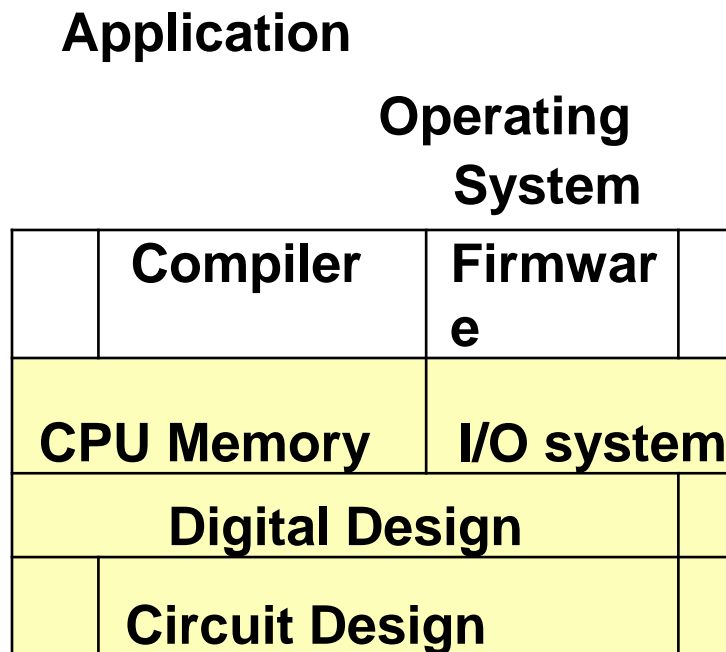 Application
Operating
System
Compiler
Firmwar
e
CPU Memory
I/O system
Digital Design
Circuit Design